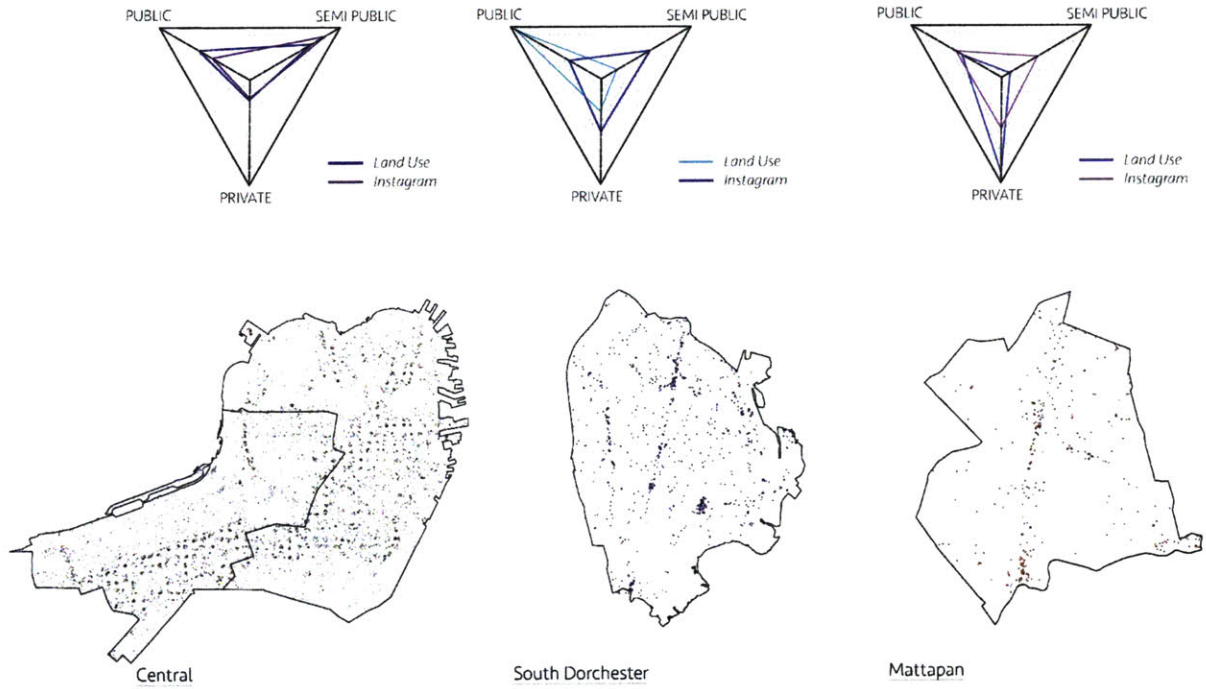 PUBLIC
SEMI PUBLIC
Land Use
Instagram
PRIVATE
PUBLIC
SEMI PUBLIC
Land Use
Instagram
PRIVATE
PUBLIC
SEMI PUBLIC
Land Use
Instagram
PRIVATE
Central
South Dorchester
Mattapan